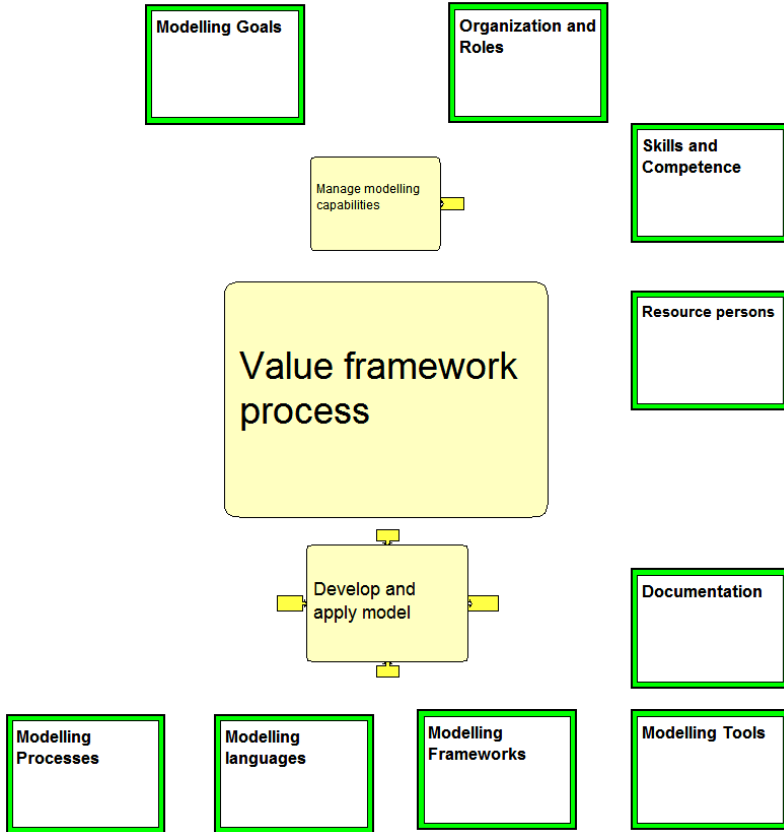 Modelling Goals
Organization and
Roles
Skills and
Competence
Manage modelling
capabilities
Resource persons
Value framework
process
Develop and
apply model
Documentation
Modelling
Processes
Modelling
languages
Modelling
Frameworks
Modelling Tools